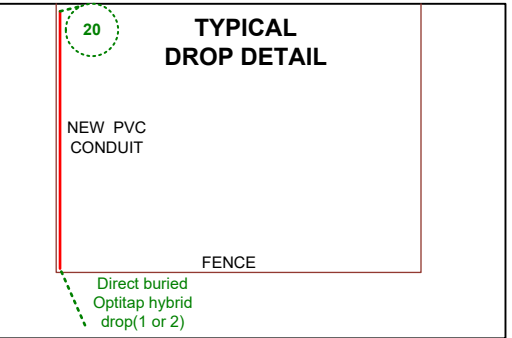 20
TYPICAL
DROP DETAIL
NEW PVC
CONDUIT
FENCE
Direct buried
Optitap hybrid
drop(1 or 2)